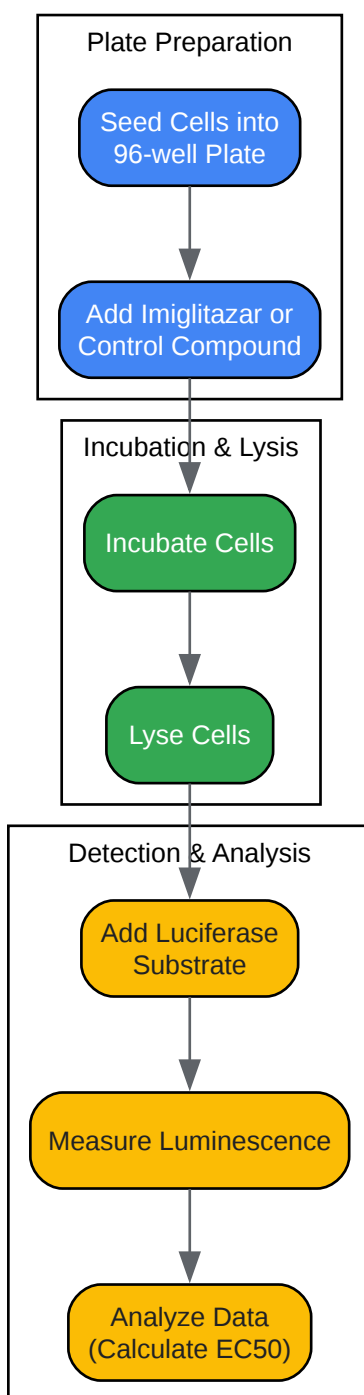 Plate Preparation
Seed Cells into
96-well Plate
Add Imiglitazar or
Control Compound
Incubation & Lysis
Incubate Cells
Lyse Cells
Detection & Analysis
Add Luciferase
Substrate
Measure Luminescence
Analyze Data
(Calculate EC50)